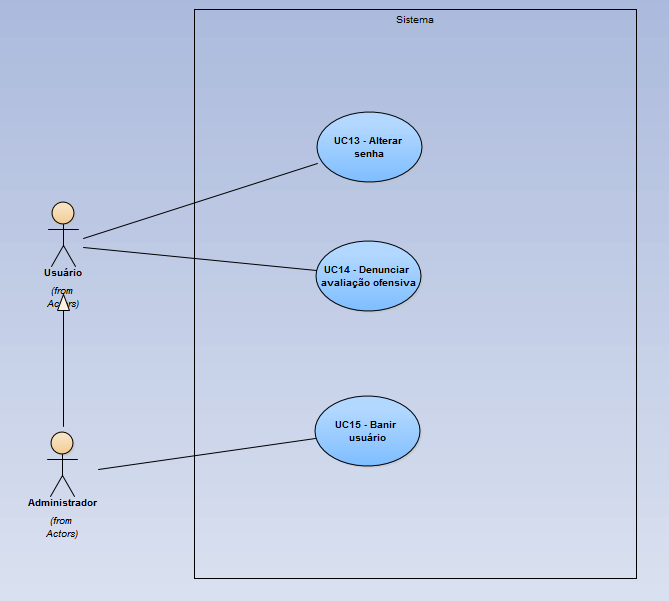 Sistema
UC13 - Alterar
senha
Usuário
(from
Actors)
UC14 - Denunciar
avaliação ofensiva
UC15 - Banir
usuário
Administrador
(from
Actors)